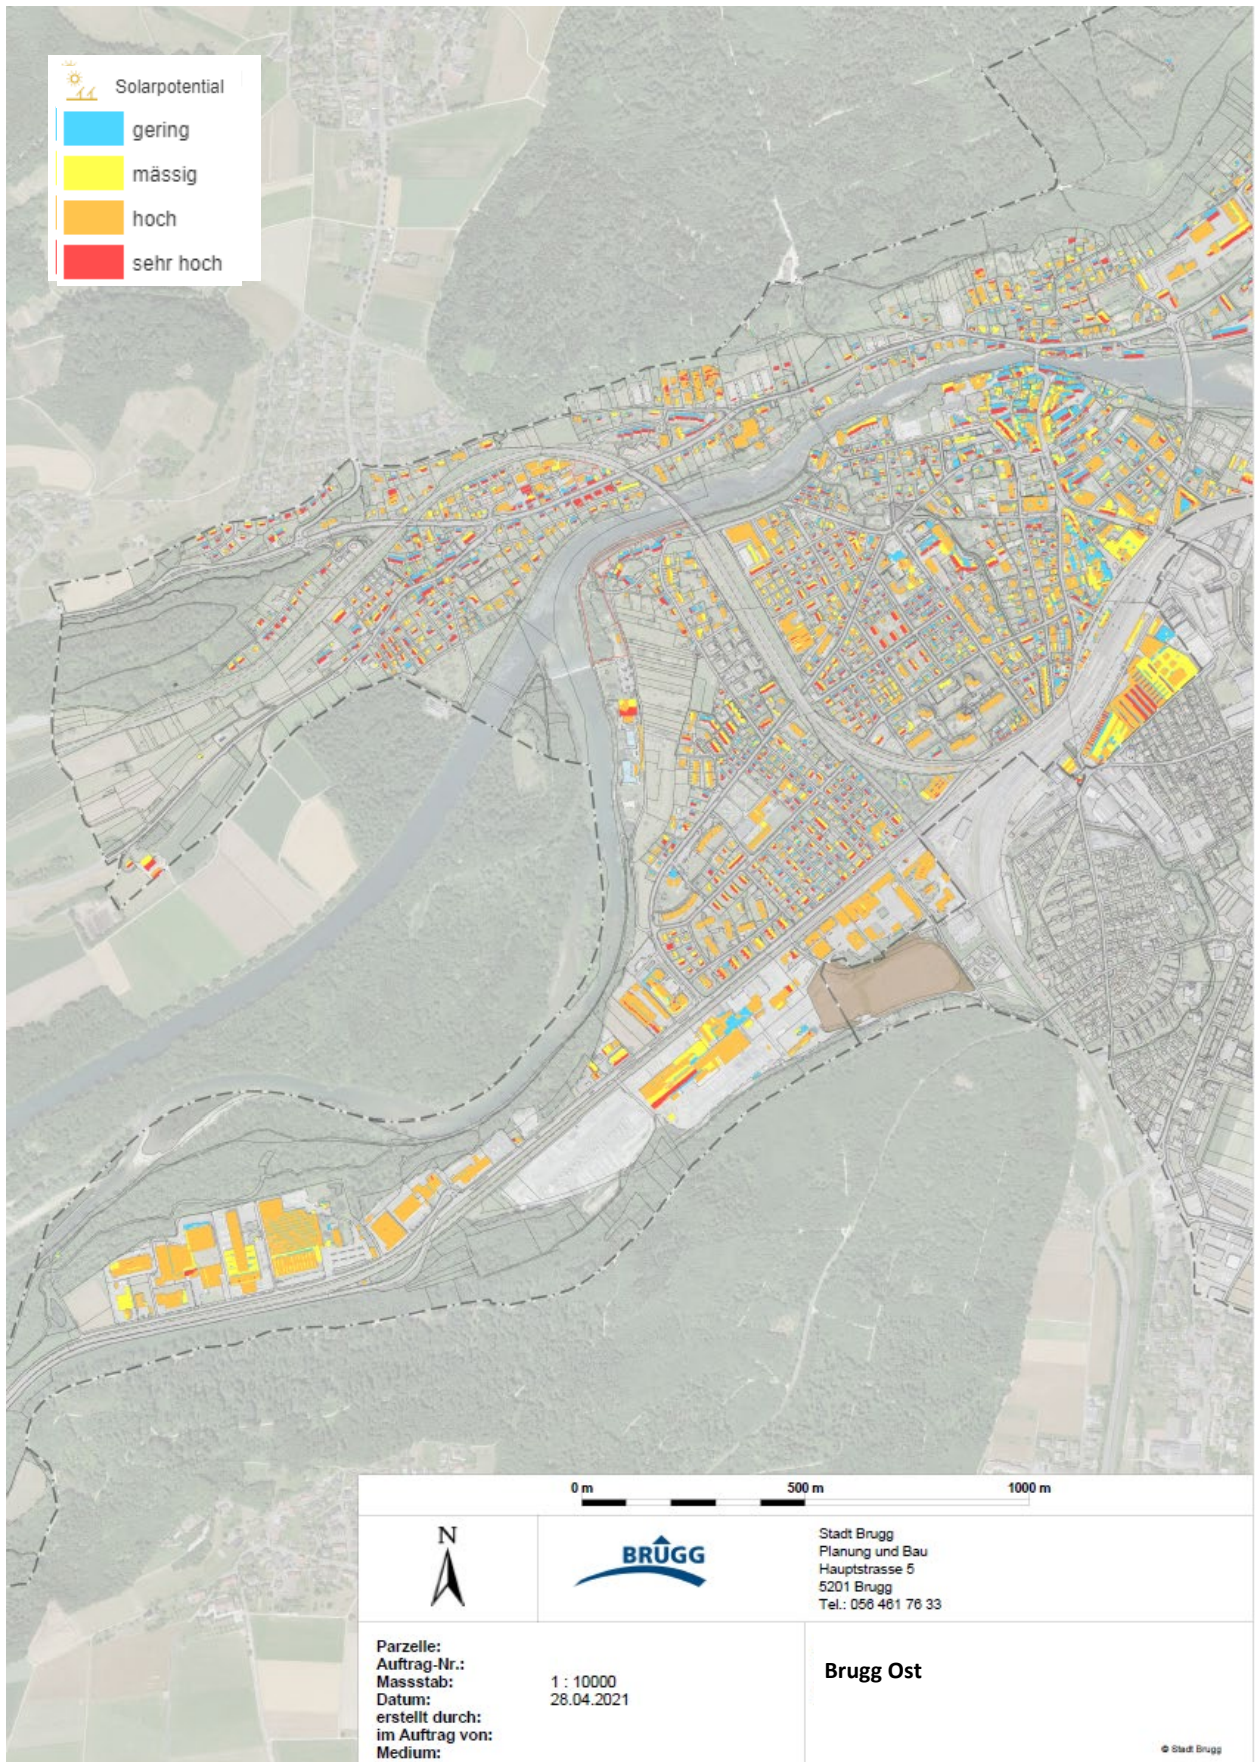 Solarpotential
gering
mässig
hoch
sehr hoch
0 m 500 m 1000 m
N
BRUGG
Stadt Brugg
Planung und Bau
Hauptstrasse 5
5201 Brugg
Tel.: 056 461 76 33
Parzelle:
Auftrag-Nr.:
Massstab: 1 : 10000
Datum: 28.04.2021
erstellt durch:
im Auftrag von:
Medium:
Brugg Ost
© Stadt Brugg